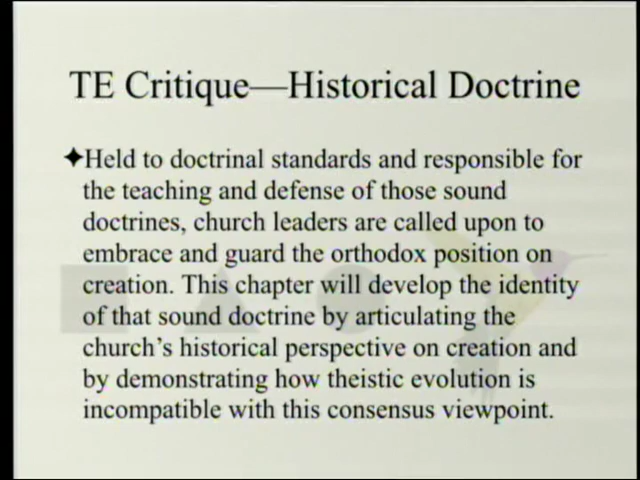 TE Critique—Historical Doctrine
✦Held to doctrinal standards and responsible for
the teaching and defense of those sound
doctrines, church leaders are called upon to
embrace and guard the orthodox position on
creation. This chapter will develop the identity
of that sound doctrine by articulating the
church’s historical perspective on creation and
by demonstrating how theistic evolution is
incompatible with this consensus viewpoint.